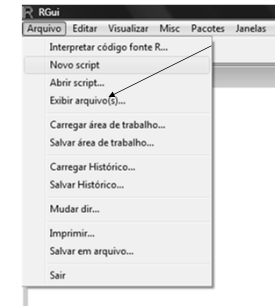 RGui
Arquivo Editar Visualizar Misc Pacotes Janelas
Interpretar código fonte R...
Novo script
Abrir script...
Exibir arquivo(s)...
Carregar área de trabalho...
Salvar área de trabalho...
Carregar Histórico...
Salvar Histórico...
Mudar dir...
Imprimir...
Salvar em arquivo...
Sair